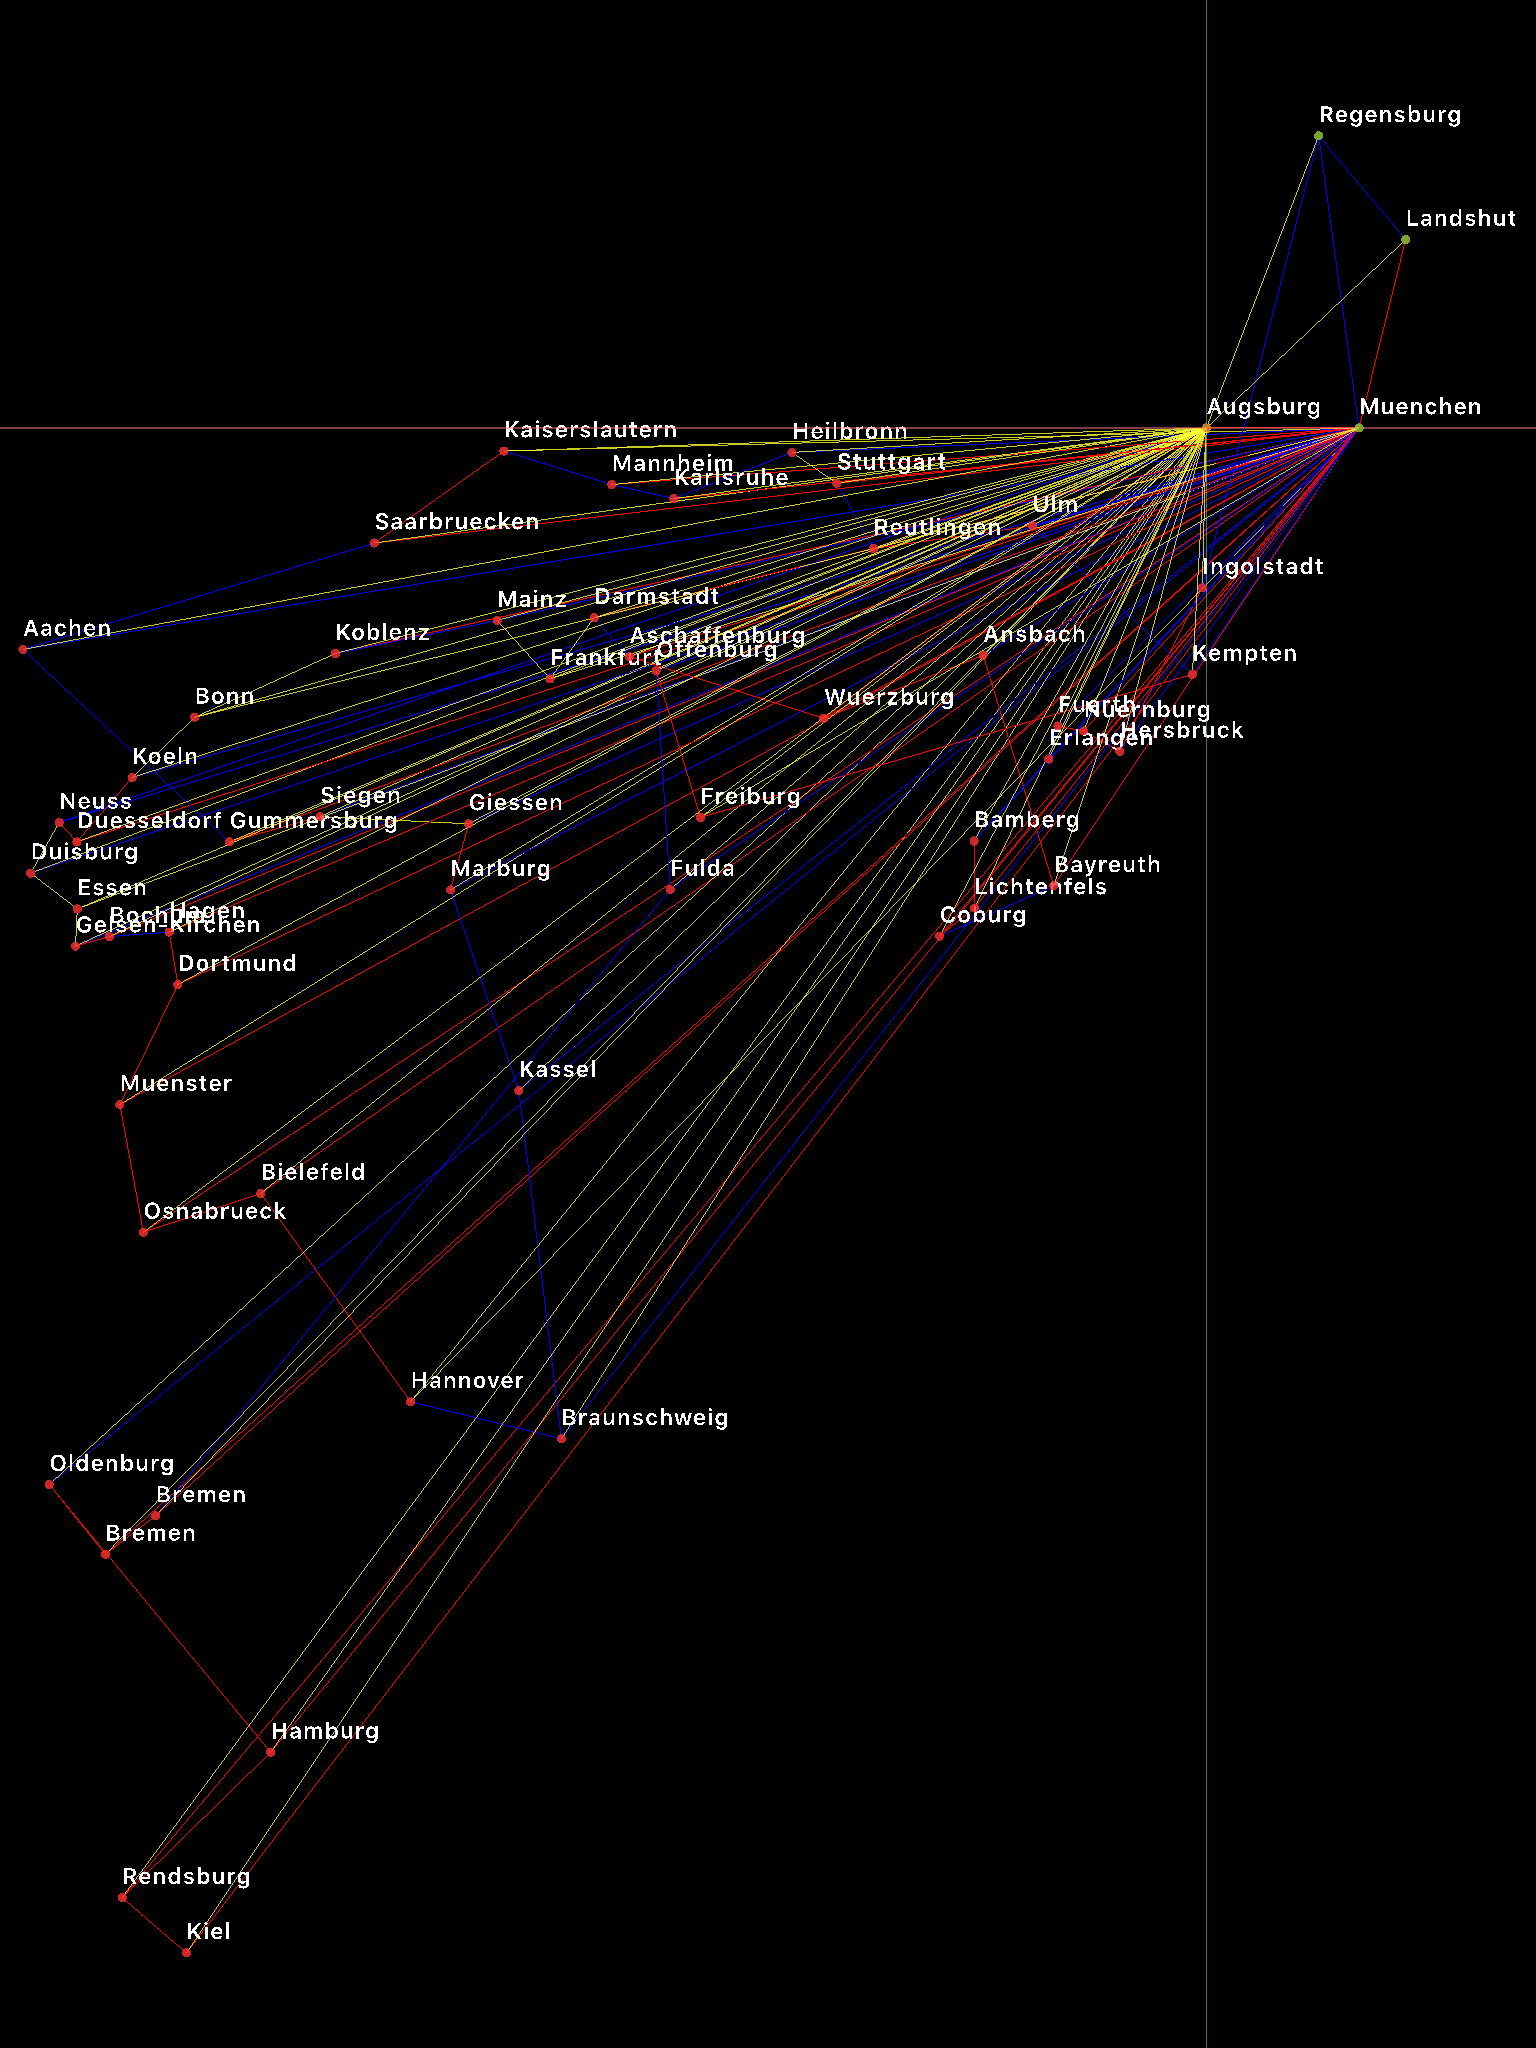 Regensburg
Landshut
Augsburg
Muenchen
Kaiserslautern
Heilbronn
Mannheim
Stuttgart
Karlsruhe
Ulm
Saarbruecken
Reutlingen
Ingolstadt
Mainz
Darmstadt
Aachen
Koblenz
Aschaffenburg
Ansbach
Offenburg
Frankfurt
Kempten
Bonn
Wuerzburg
Fuerth
Nuernburg
Hersbruck
Erlangen
Koeln
Siegen
Freiburg
Neuss
Giessen
Duesseldorf
Gummersburg
Bamberg
Duisburg
Marburg
Fulda
Bayreuth
Essen
Lichtenfels
Hagen
Bochum
Coburg
Gelsen-Kirchen
Dortmund
Kassel
Muenster
Bielefeld
Osnabrueck
Hannover
Braunschweig
Oldenburg
Bremen
Bremen
Hamburg
Rendsburg
Kiel